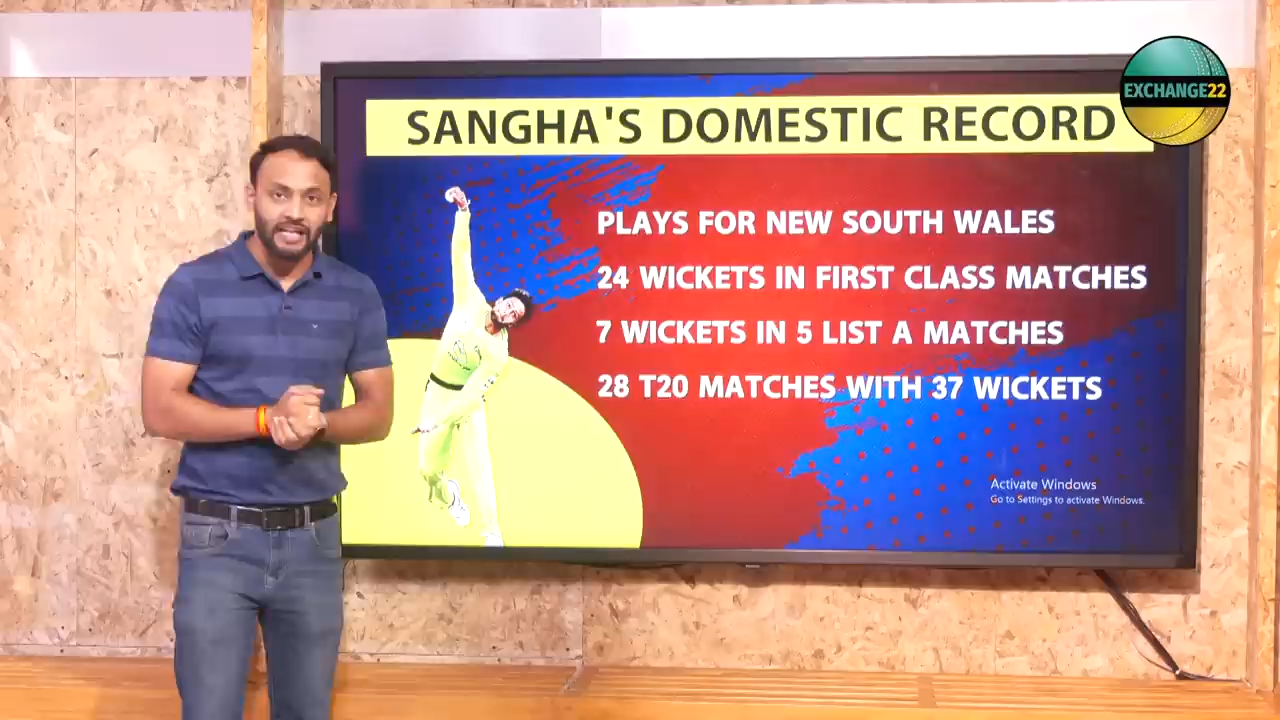 EXCHANGE22
SANGHA'S DOMESTIC RECORD
PLAYS FOR NEW SOUTH WALES
24 WICKETS IN FIRST CLASS MATCHES
7 WICKETS IN 5 LIST A MATCHES
28 T20 MATCHES WITH 37 WICKETS
Activate Windows
Go to Settings to activate Windows.